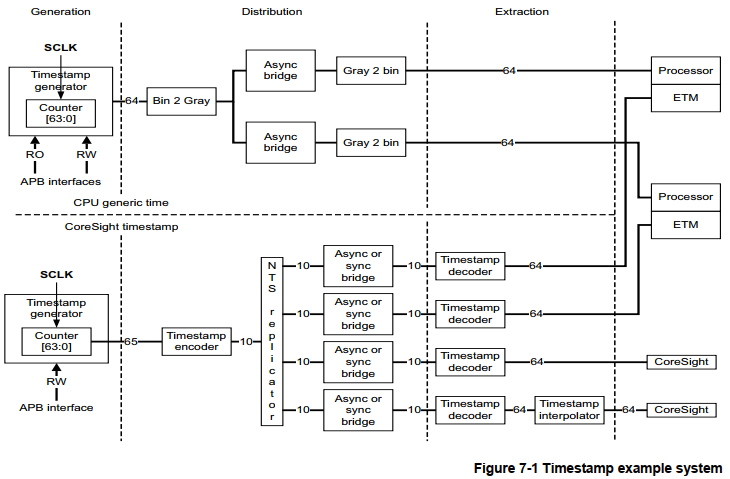 Generation
Distribution
Extraction
SCLK
Timestamp
generator
Counter
[63:0]
RO
RW
APB interfaces
64
Bin 2 Gray
Async
bridge
Gray 2 bin
64
Processor
ETM
Async
bridge
Gray 2 bin
64
Processor
ETM
CPU generic time
CoreSight timestamp
SCLK
Timestamp
generator
Counter
[63:0]
RW
APB interface
65
Timestamp
encoder
10
N
T
S
r
e
p
l
i
c
a
t
o
r
10
Async or
sync
bridge
10
Timestamp
decoder
64
10
Async or
sync
bridge
10
Timestamp
decoder
64
10
Async or
sync
bridge
10
Timestamp
decoder
64
CoreSight
10
Async or
sync
bridge
10
Timestamp
decoder
64
Timestamp
interpolator
64
CoreSight
Figure 7-1 Timestamp example system